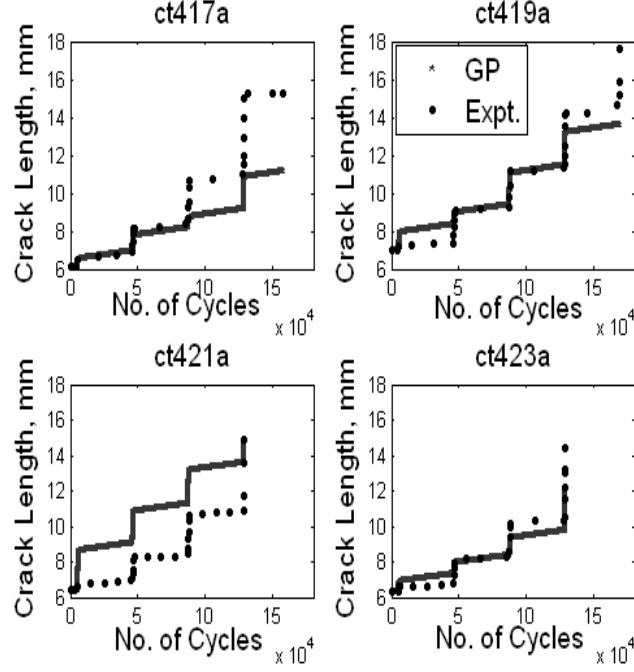 ct417a
ct419a
18
16
14
12
10
8
6
Crack Length, mm
0
5
10
15
No. of Cycles
x 10^4
18
16
14
12
10
8
6
Crack Length, mm
* GP
• Expt.
0
5
10
15
No. of Cycles
x 10^4
ct421a
ct423a
18
16
14
12
10
8
6
Crack Length, mm
0
5
10
15
No. of Cycles
x 10^4
18
16
14
12
10
8
6
Crack Length, mm
0
5
10
15
No. of Cycles
x 10^4